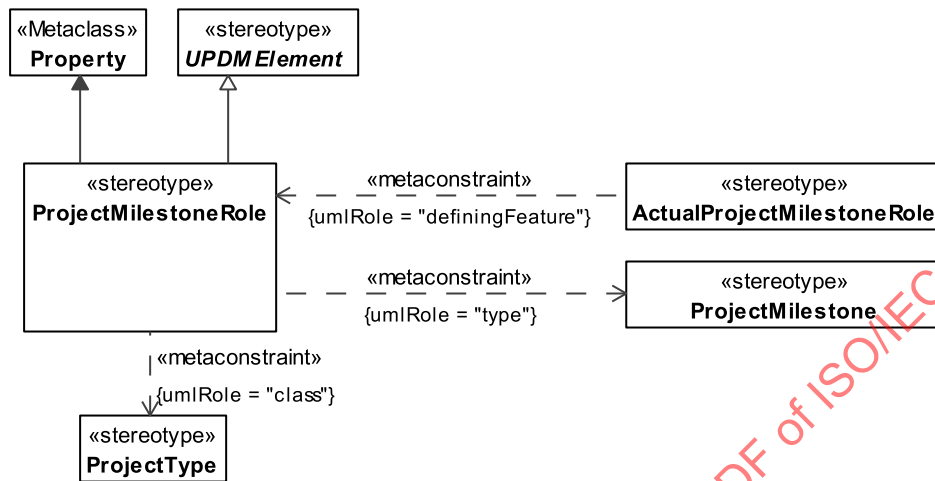 «Metaclass»
Property
«stereotype»
UPDMElement
«stereotype»
ProjectMilestoneRole
«metaconstraint»
{umlRole = "definingFeature"}
«stereotype»
ActualProjectMilestoneRole
«metaconstraint»
{umlRole = "type"}
«stereotype»
ProjectMilestone
«metaconstraint»
{umlRole = "class"}
«stereotype»
ProjectType
DF of ISO/IEC